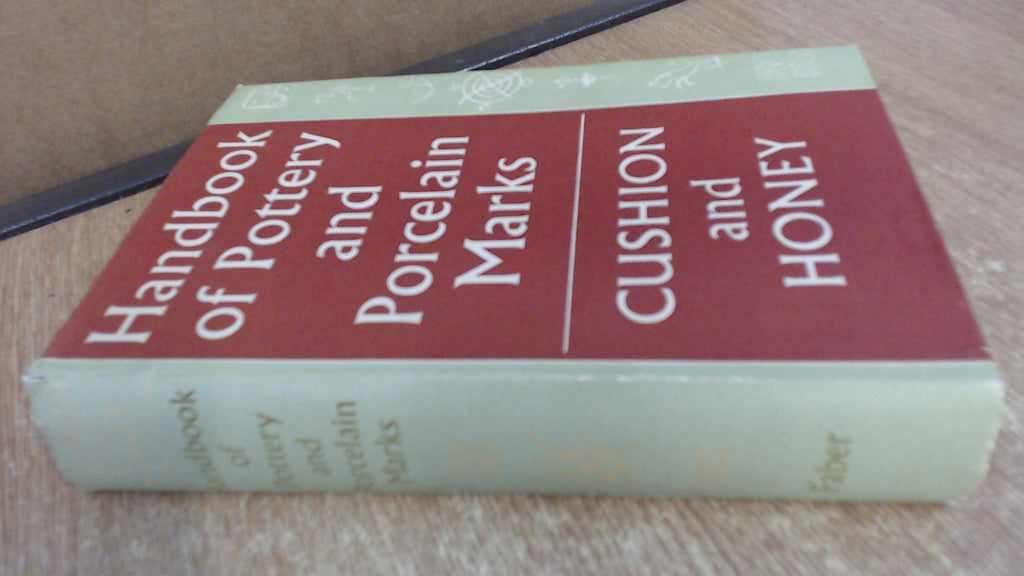 Handbook
of Pottery
and
Porcelain
Marks
CUSHION
and
HONEY
Handbook
of
Pottery
and
Porcelain
Marks
Faber